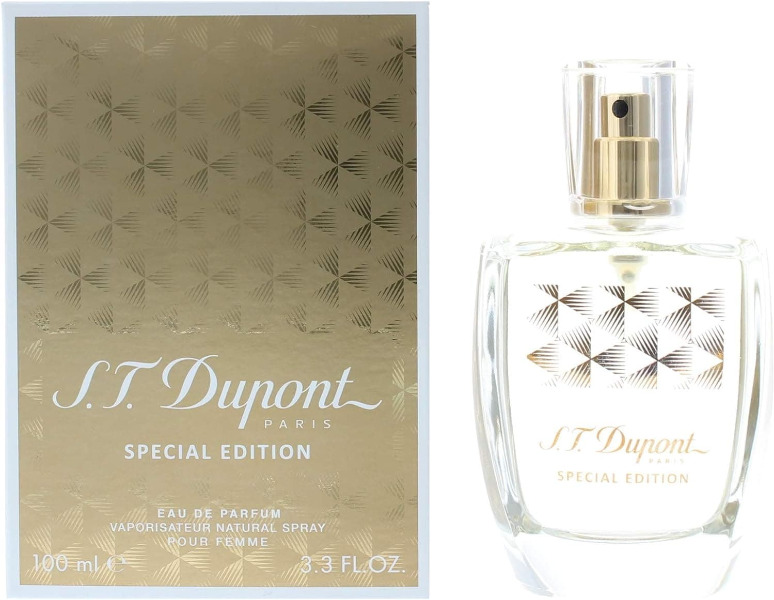 S.T. Dupont
PARIS
SPECIAL EDITION
EAU DE PARFUM
VAPORISATEUR NATURAL SPRAY
POUR FEMME
100 ml ℮ 3.3 FL.OZ.
S.T. Dupont
PARIS
SPECIAL EDITION